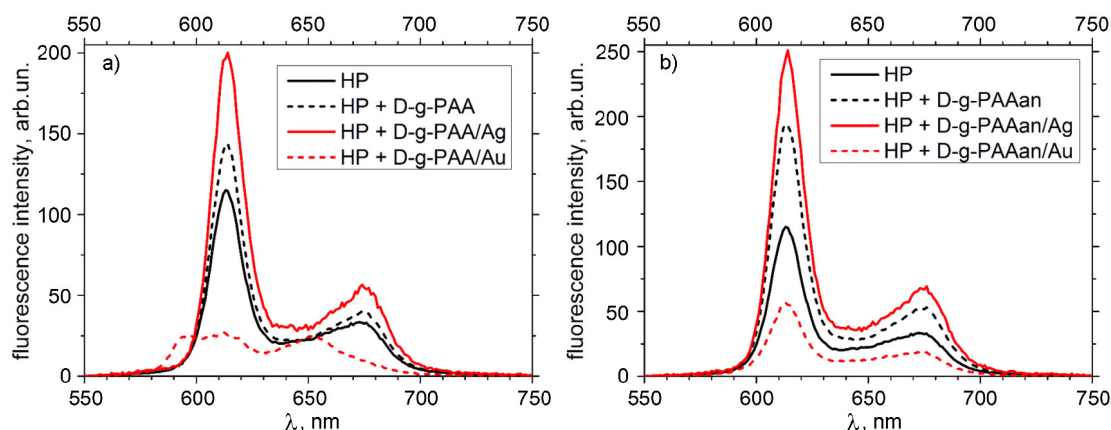 550 600 650 700 750
200
150
100
50
0
fluorescence intensity, arb.un.
a)
HP
HP + D-g-PAA
HP + D-g-PAA/Ag
HP + D-g-PAA/Au
550 600 650 700 750
λ, nm
550 600 650 700 750
250
200
150
100
50
0
fluorescence intensity, arb.un.
b)
HP
HP + D-g-PAAan
HP + D-g-PAAan/Ag
HP + D-g-PAAan/Au
550 600 650 700 750
λ, nm